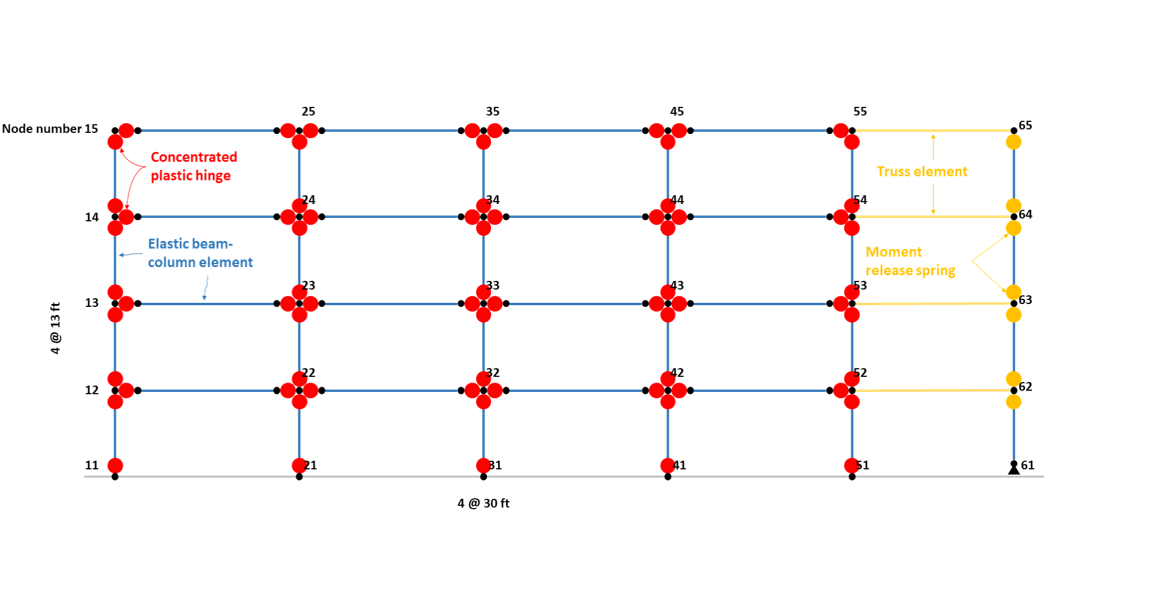 25 35 45 55
Node number 15 65
Concentrated
plastic hinge
Truss element
24 34 44 54
14 64
Elastic beam-
column element
Moment
release spring
23 33 43 53
13 63
4 @ 13 ft
22 32 42 52
12 62
11 21 31 41 51 61
4 @ 30 ft